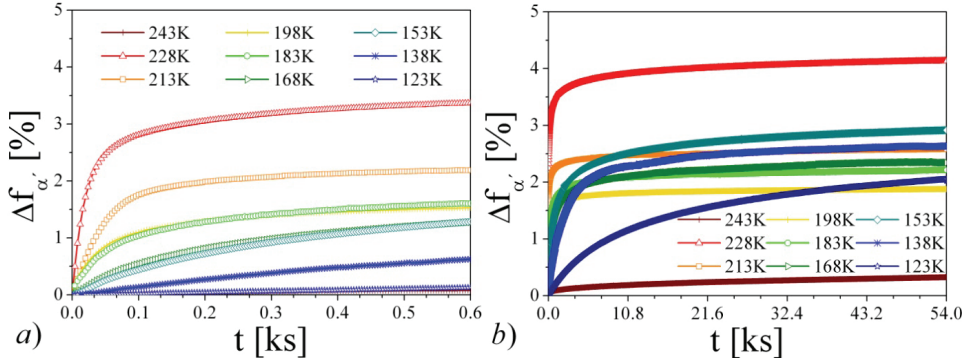 5
4
3
2
1
0
Δf_α′ [%]
243K 198K 153K
228K 183K 138K
213K 168K 123K
0.0 0.1 0.2 0.3 0.4 0.5 0.6
a) t [ks]
5
4
3
2
1
0
Δf_α′ [%]
243K 198K 153K
228K 183K 138K
213K 168K 123K
0.0 10.8 21.6 32.4 43.2 54.0
b) t [ks]